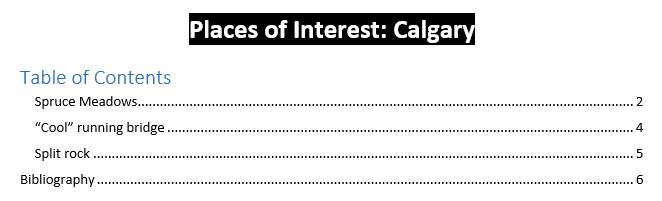 Places of Interest: Calgary
Table of Contents
Spruce Meadows 2
“Cool” running bridge 4
Split rock 5
Bibliography 6